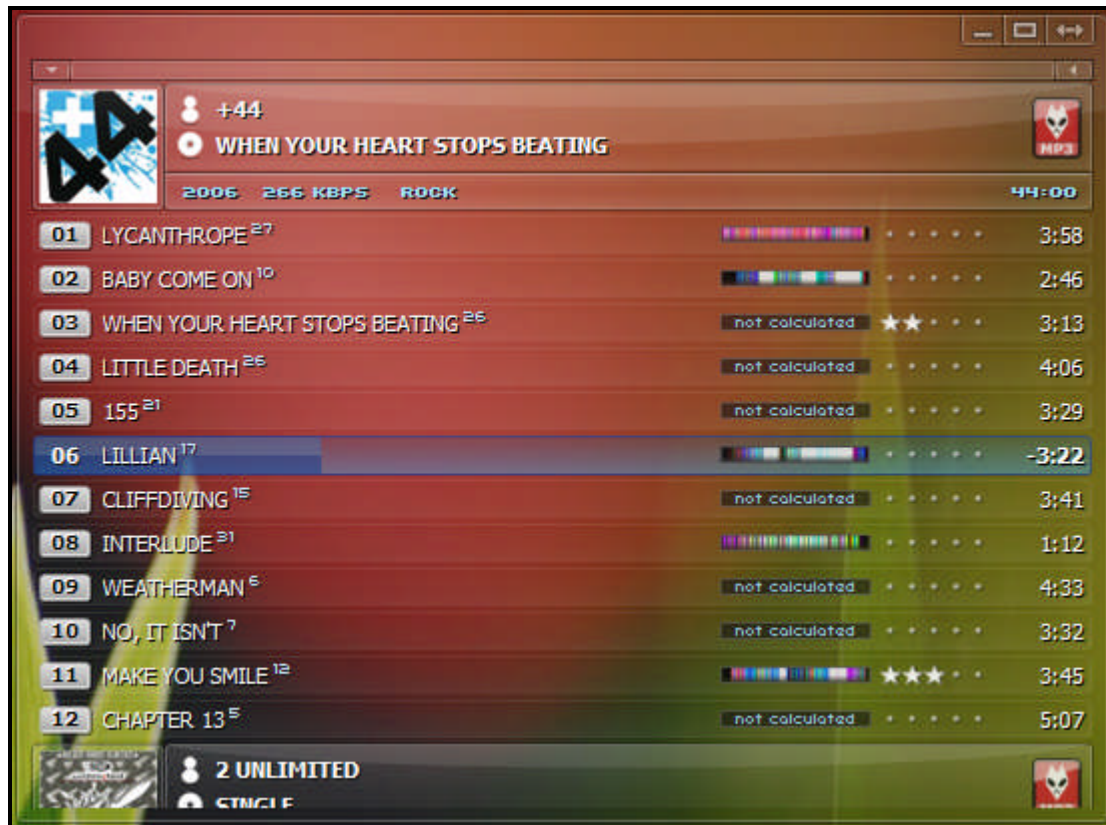 +44
WHEN YOUR HEART STOPS BEATING
MP3
2006 266 KBPS ROCK 44:00
01 LYCANTHROPE 27 3:58
02 BABY COME ON 10 2:46
03 WHEN YOUR HEART STOPS BEATING 26 not calculated 3:13
04 LITTLE DEATH 26 not calculated 4:06
05 155 21 not calculated 3:29
06 LILLIAN 17 -3:22
07 CLIFFDIVING 15 not calculated 3:41
08 INTERLUDE 31 1:12
09 WEATHERMAN 6 not calculated 4:33
10 NO, IT ISN'T 7 not calculated 3:32
11 MAKE YOU SMILE 12 3:45
12 CHAPTER 13 5 not calculated 5:07
2 UNLIMITED
SINGLE